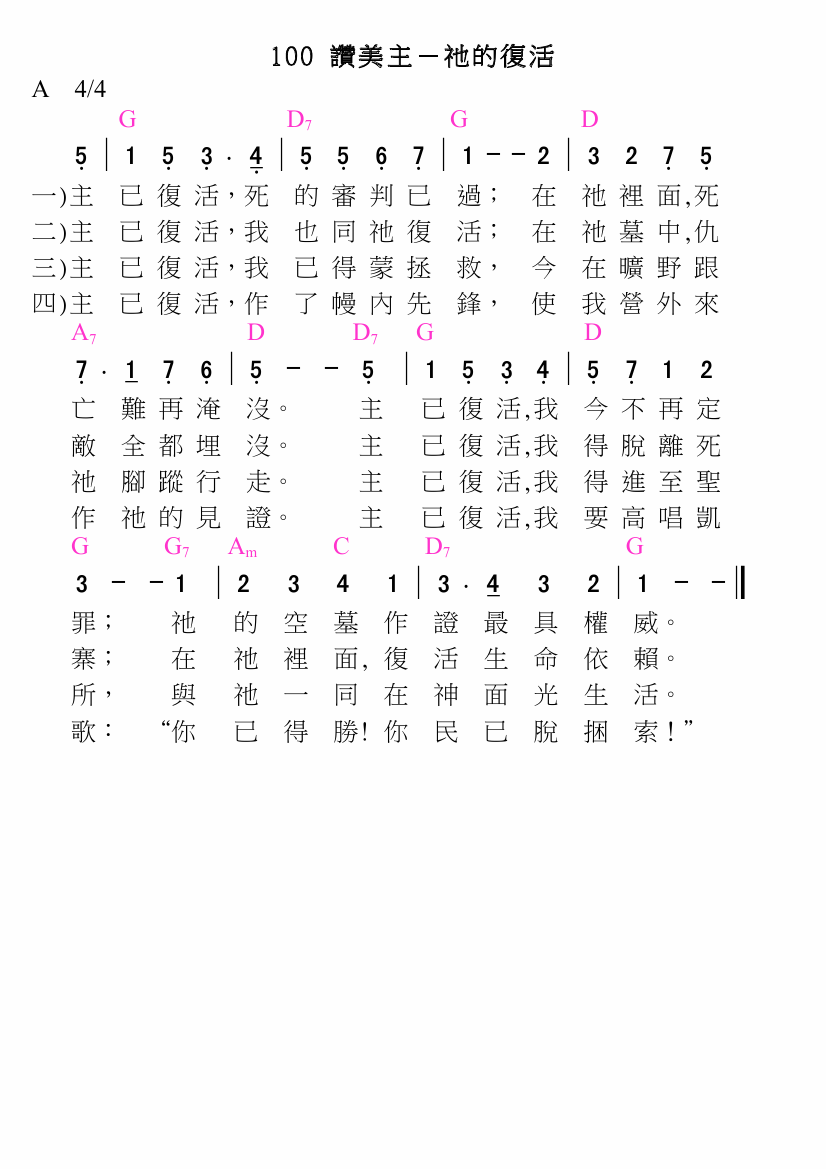 100 讚美主－祂的復活
A 4/4
G D7 G D
5 | 1 5 3 · 4 | 5 5 6 7 | 1 － － 2 | 3 2 7 5
一)主 已復活，死 的審判已 過； 在 祂裡面,死
二)主 已復活，我 也同祂復 活； 在 祂墓中,仇
三)主 已復活，我 已得蒙拯 救， 今 在曠野跟
四)主 已復活，作 了幔內先 鋒， 使 我營外來
A7 D D7 G D
7 · 1 7 6 | 5 － － 5 | 1 5 3 4 | 5 7 1 2
亡 難再淹 沒。 主 已復活,我 今不再定
敵 全都埋 沒。 主 已復活,我 得脫離死
祂 腳蹤行 走。 主 已復活,我 得進至聖
作 祂的見 證。 主 已復活,我 要高唱凱
G G7 Am C D7 G
3 － － 1 | 2 3 4 1 | 3 · 4 3 2 | 1 － － ‖
罪； 祂 的空墓作 證最具權 威。
寨； 在 祂裡面,復 活生命依 賴。
所， 與 祂一同在 神面光生 活。
歌： “你 已得勝!你 民已脫捆 索!”